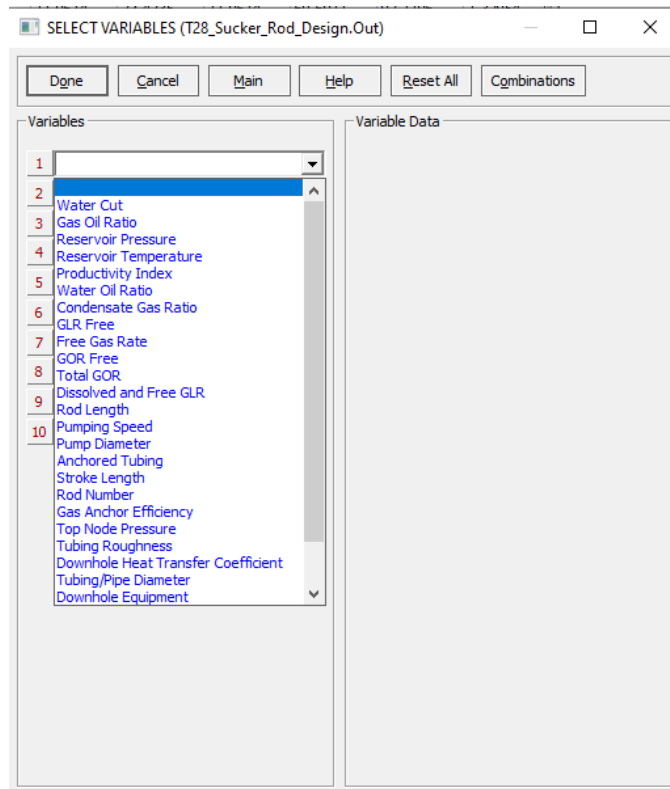 SELECT VARIABLES (T28_Sucker_Rod_Design.Out)
Done Cancel Main Help Reset All Combinations
Variables
Variable Data
1
2
3
4
5
6
7
8
9
10
Water Cut
Gas Oil Ratio
Reservoir Pressure
Reservoir Temperature
Productivity Index
Water Oil Ratio
Condensate Gas Ratio
GLR Free
Free Gas Rate
GOR Free
Total GOR
Dissolved and Free GLR
Rod Length
Pumping Speed
Pump Diameter
Anchored Tubing
Stroke Length
Rod Number
Gas Anchor Efficiency
Top Node Pressure
Tubing Roughness
Downhole Heat Transfer Coefficient
Tubing/Pipe Diameter
Downhole Equipment